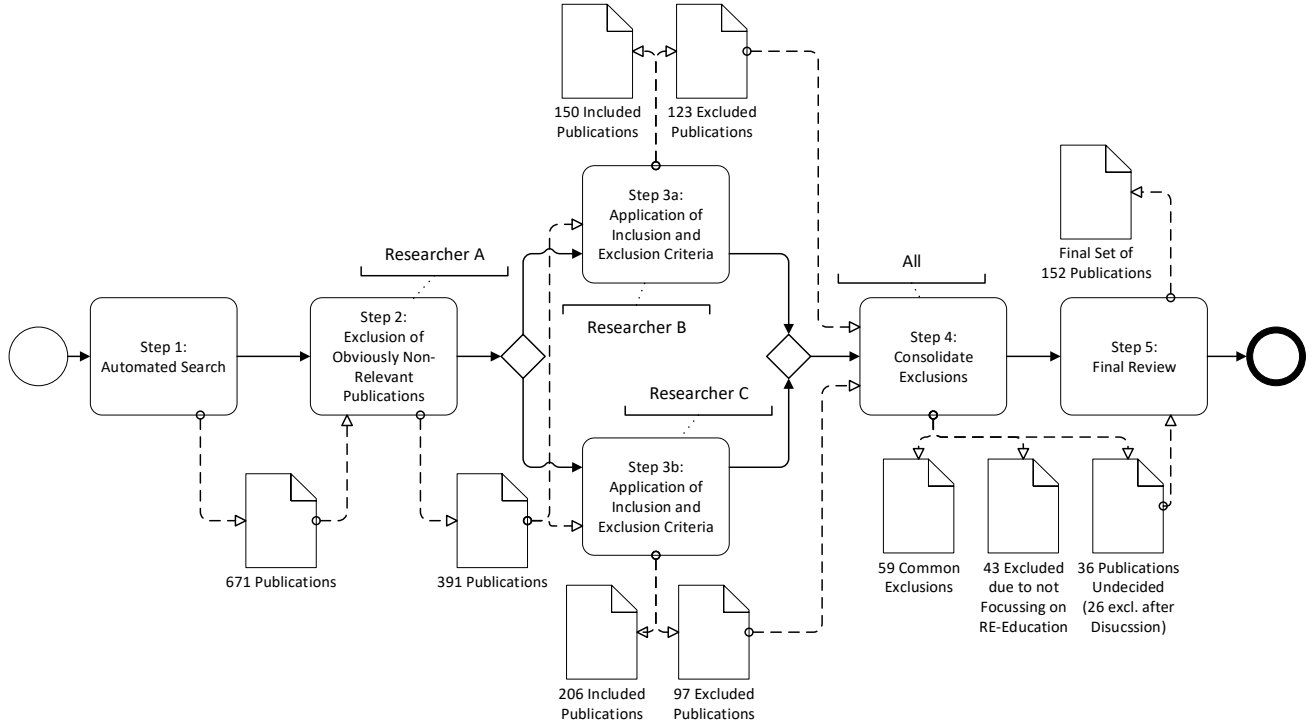 150 Included
Publications
123 Excluded
Publications
Step 3a:
Application of
Inclusion and
Exclusion Criteria
Final Set of
152 Publications
Researcher A
All
Researcher B
Step 1:
Automated Search
Step 2:
Exclusion of
Obviously Non-
Relevant
Publications
Step 4:
Consolidate
Exclusions
Step 5:
Final Review
Researcher C
Step 3b:
Application of
Inclusion and
Exclusion Criteria
671 Publications
391 Publications
59 Common
Exclusions
43 Excluded
due to not
Focussing on
RE-Education
36 Publications
Undecided
(26 excl. after
Disucssion)
206 Included
Publications
97 Excluded
Publications